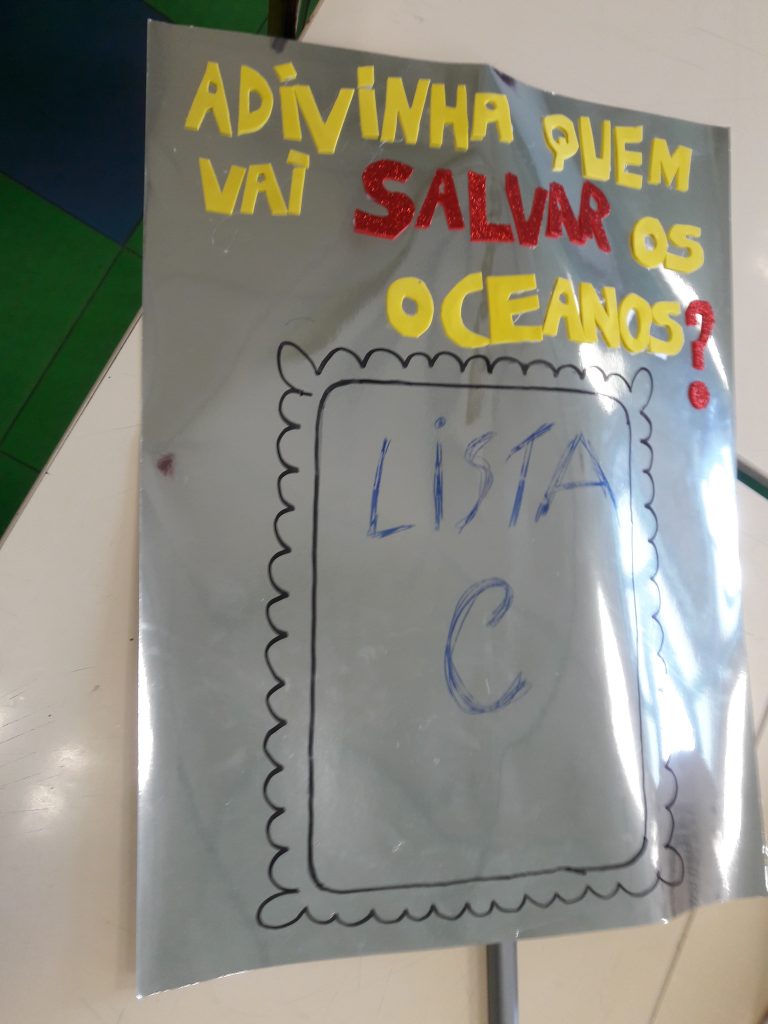 ADIVINHA QUEM
VAI SALVAR OS
OCEANOS?
LISTA
C